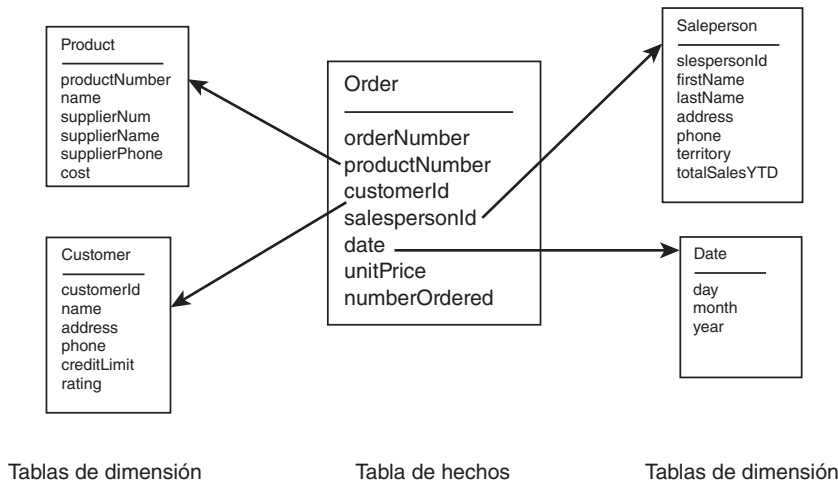 Product
productNumber
name
supplierNum
supplierName
supplierPhone
cost
Customer
customerId
name
address
phone
creditLimit
rating
Order
orderNumber
productNumber
customerId
salespersonId
date
unitPrice
numberOrdered
Saleperson
slespersonId
firstName
lastName
address
phone
territory
totalSalesYTD
Date
day
month
year
Tablas de dimensión
Tabla de hechos
Tablas de dimensión